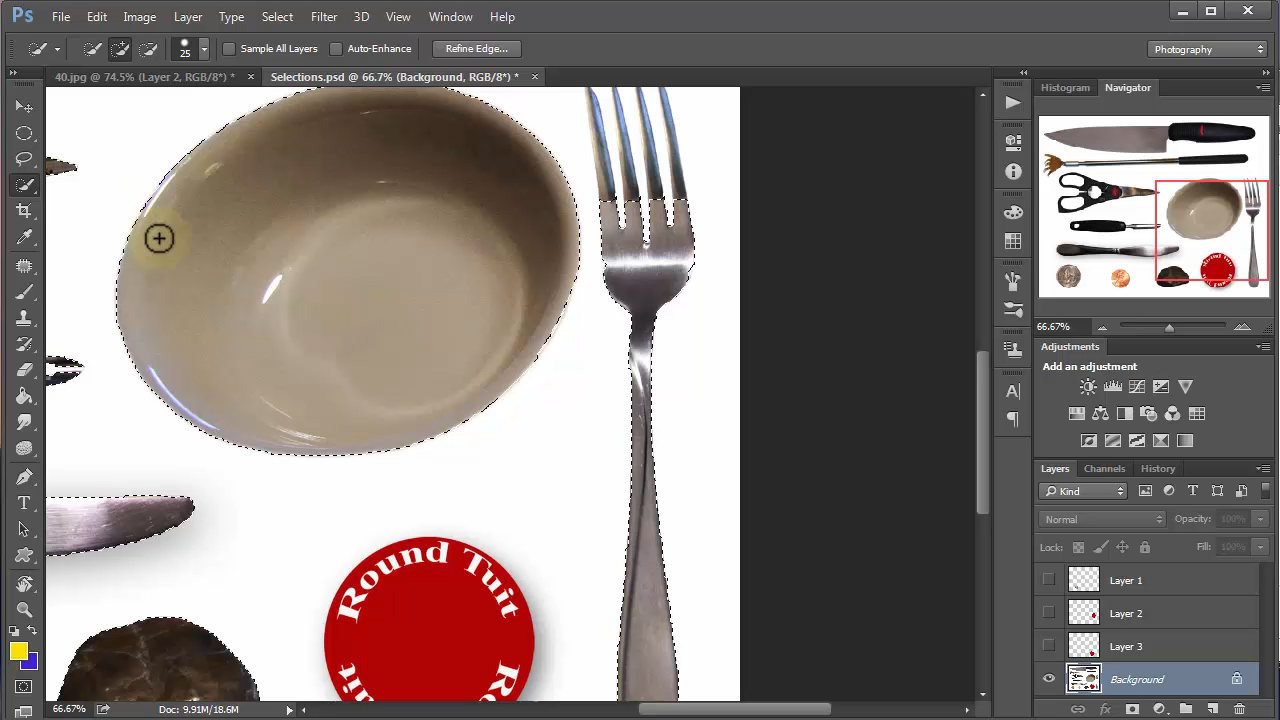 Ps File Edit Image Layer Type Select Filter 3D View Window Help
25 Sample All Layers Auto-Enhance Refine Edge... Photography
40.jpg @ 74.5% (Layer 2, RGB/8*) * Selections.psd @ 66.7% (Background, RGB/8*) *
Histogram Navigator
66.67%
Adjustments
Add an adjustment
Layers Channels History
Kind
Normal Opacity: 100%
Lock: Fill: 100%
Layer 1
Layer 2
Layer 3
Background
Round Tuit
66.67% Doc: 9.91M/18.6M